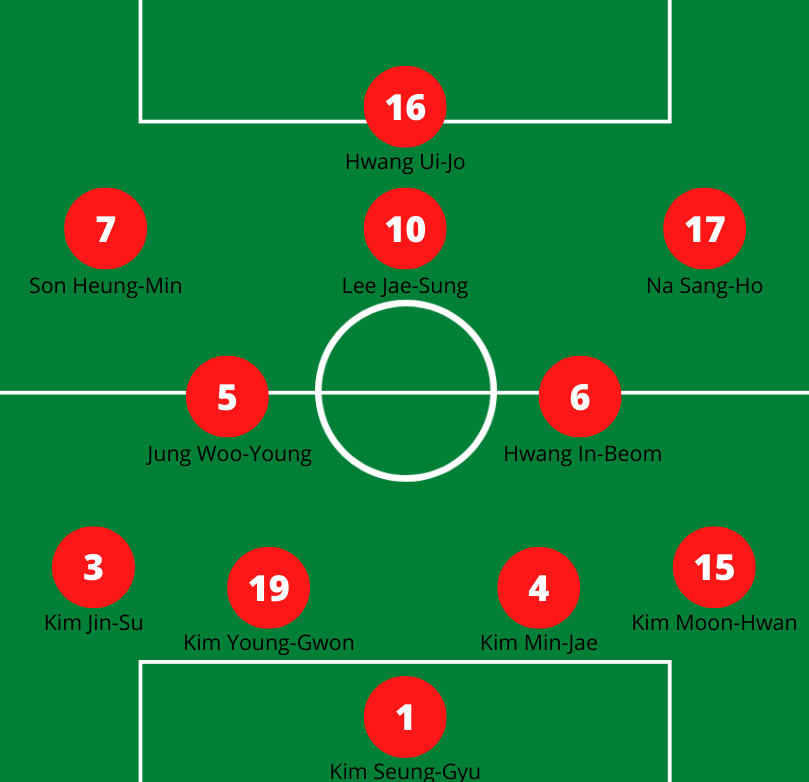 16
Hwang Ui-Jo
7
10
17
Son Heung-Min
Lee Jae-Sung
Na Sang-Ho
5
6
Jung Woo-Young
Hwang In-Beom
3
15
19
4
Kim Jin-Su
Kim Moon-Hwan
Kim Young-Gwon
Kim Min-Jae
1
Kim Seung-Gyu